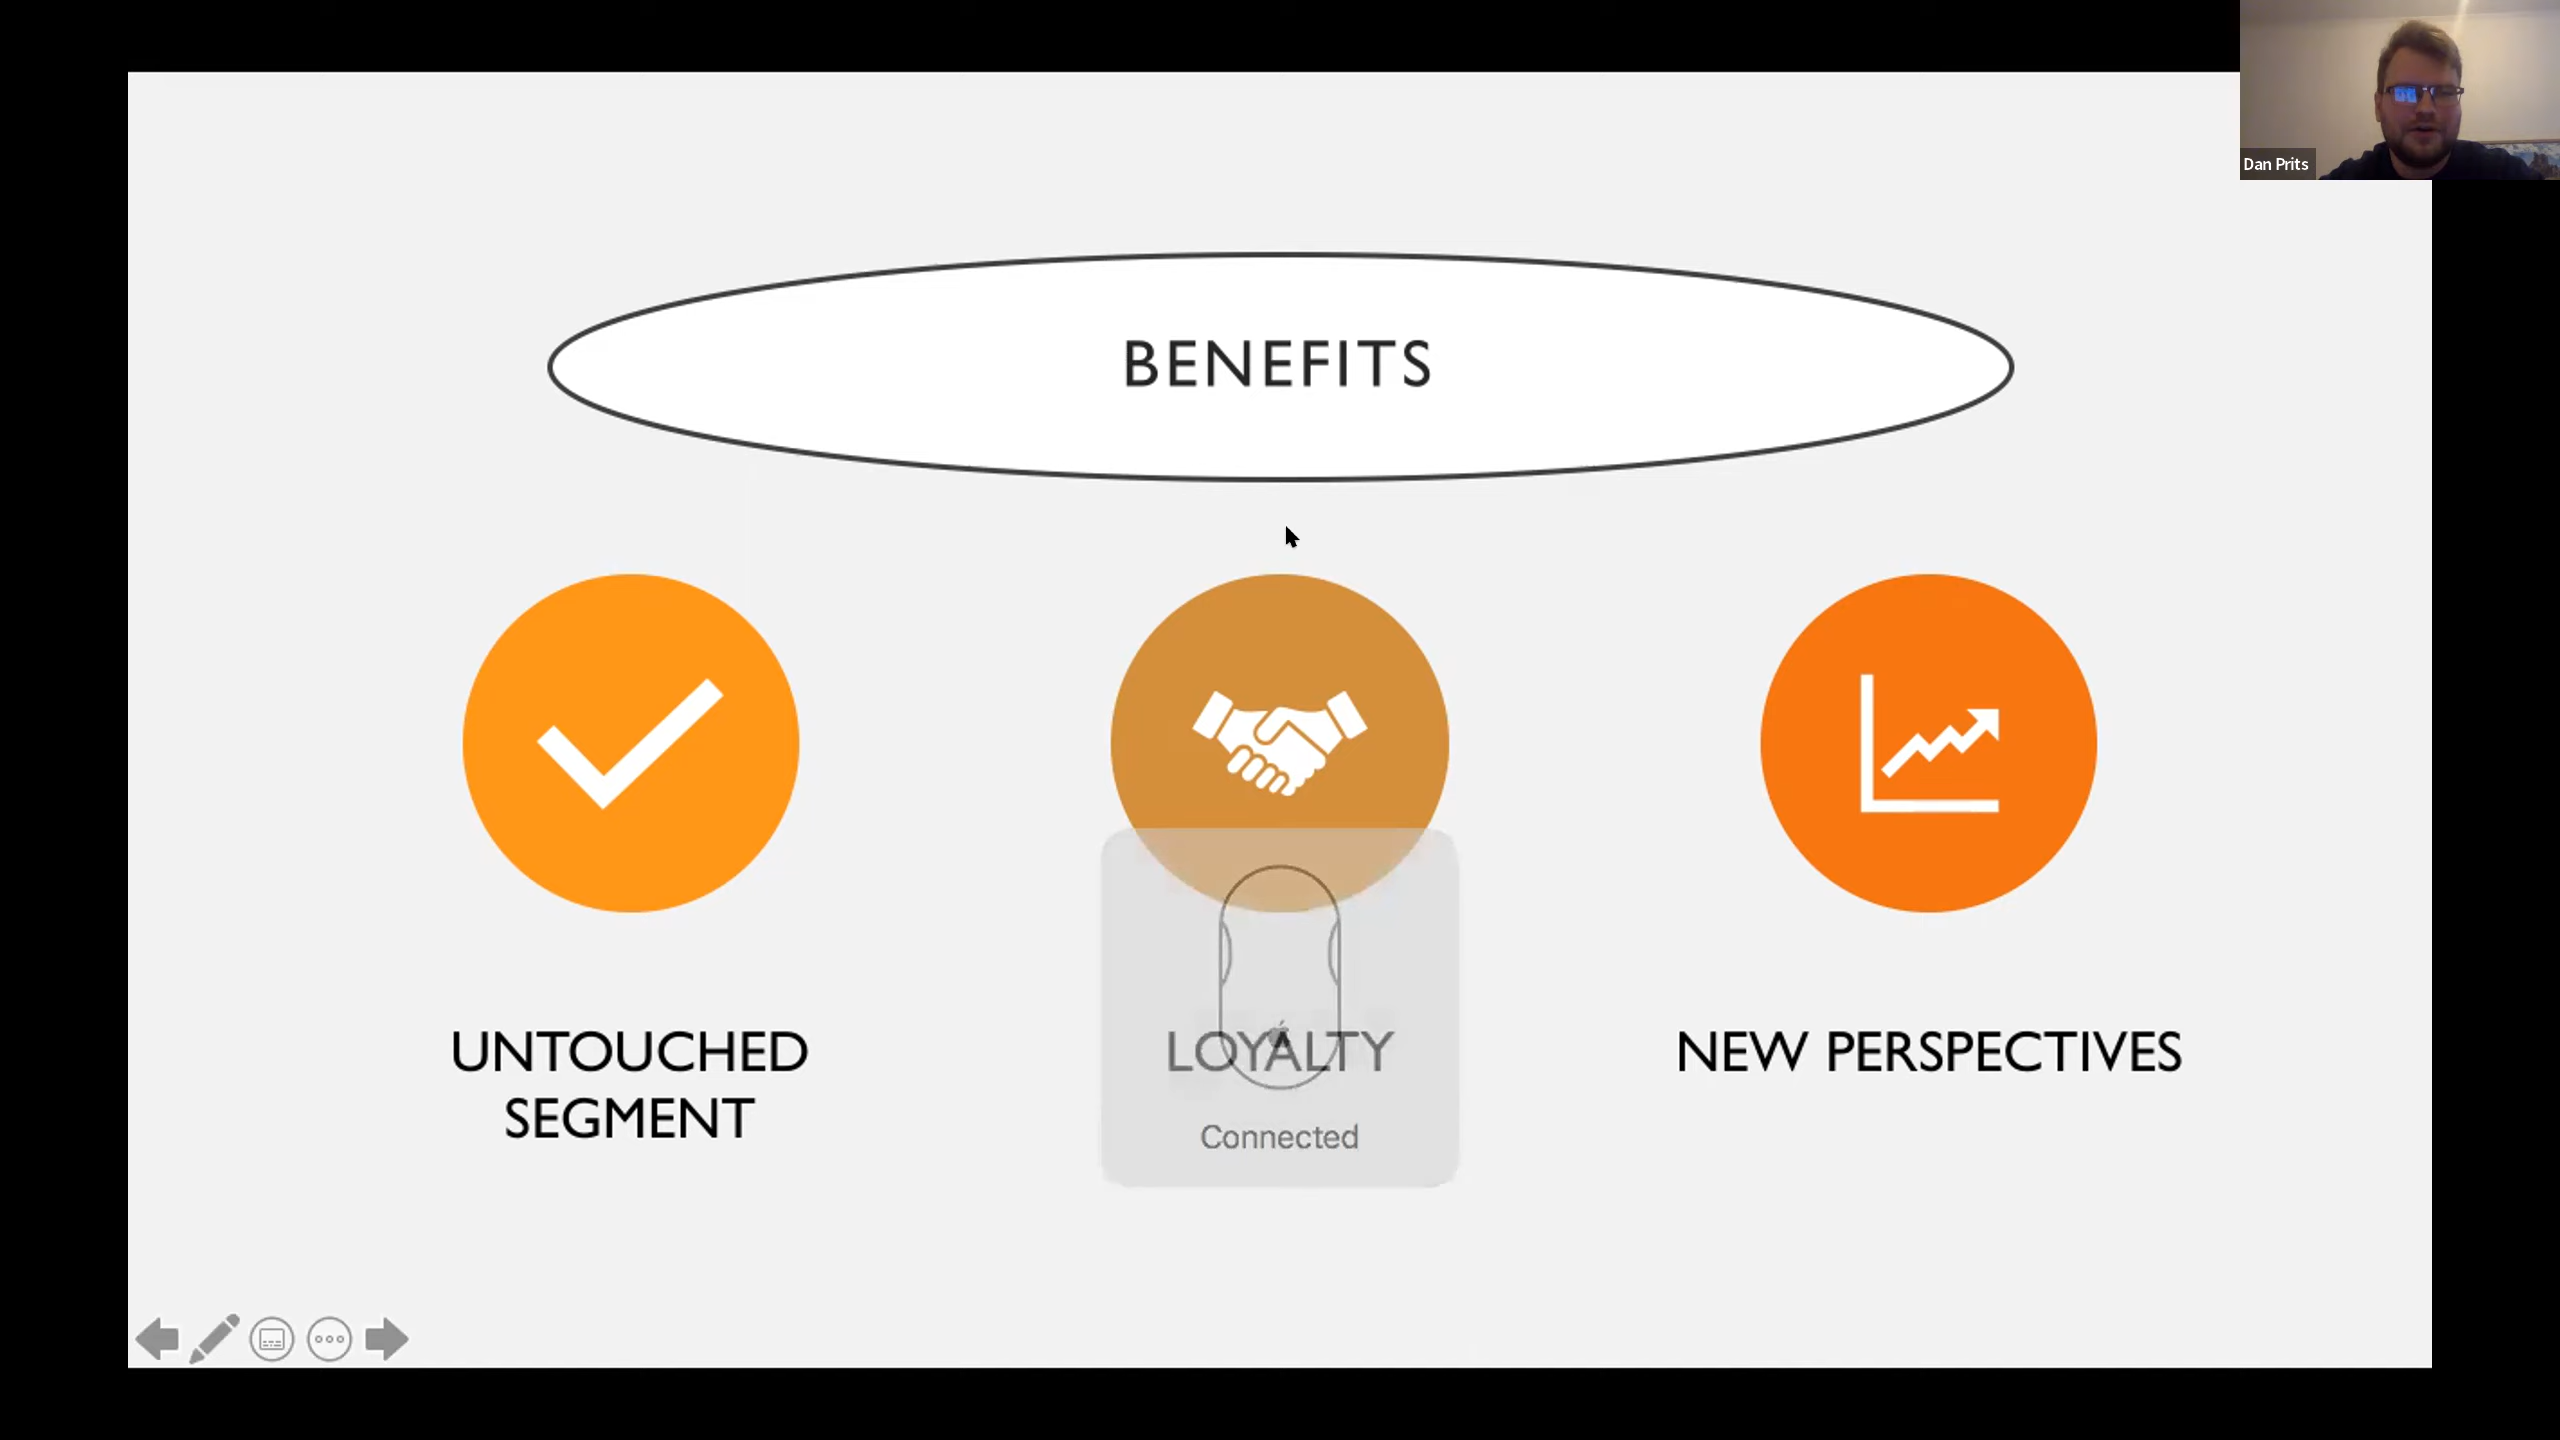 Dan Prits
BENEFITS
UNTOUCHED
SEGMENT
LOYALTY
NEW PERSPECTIVES
Connected